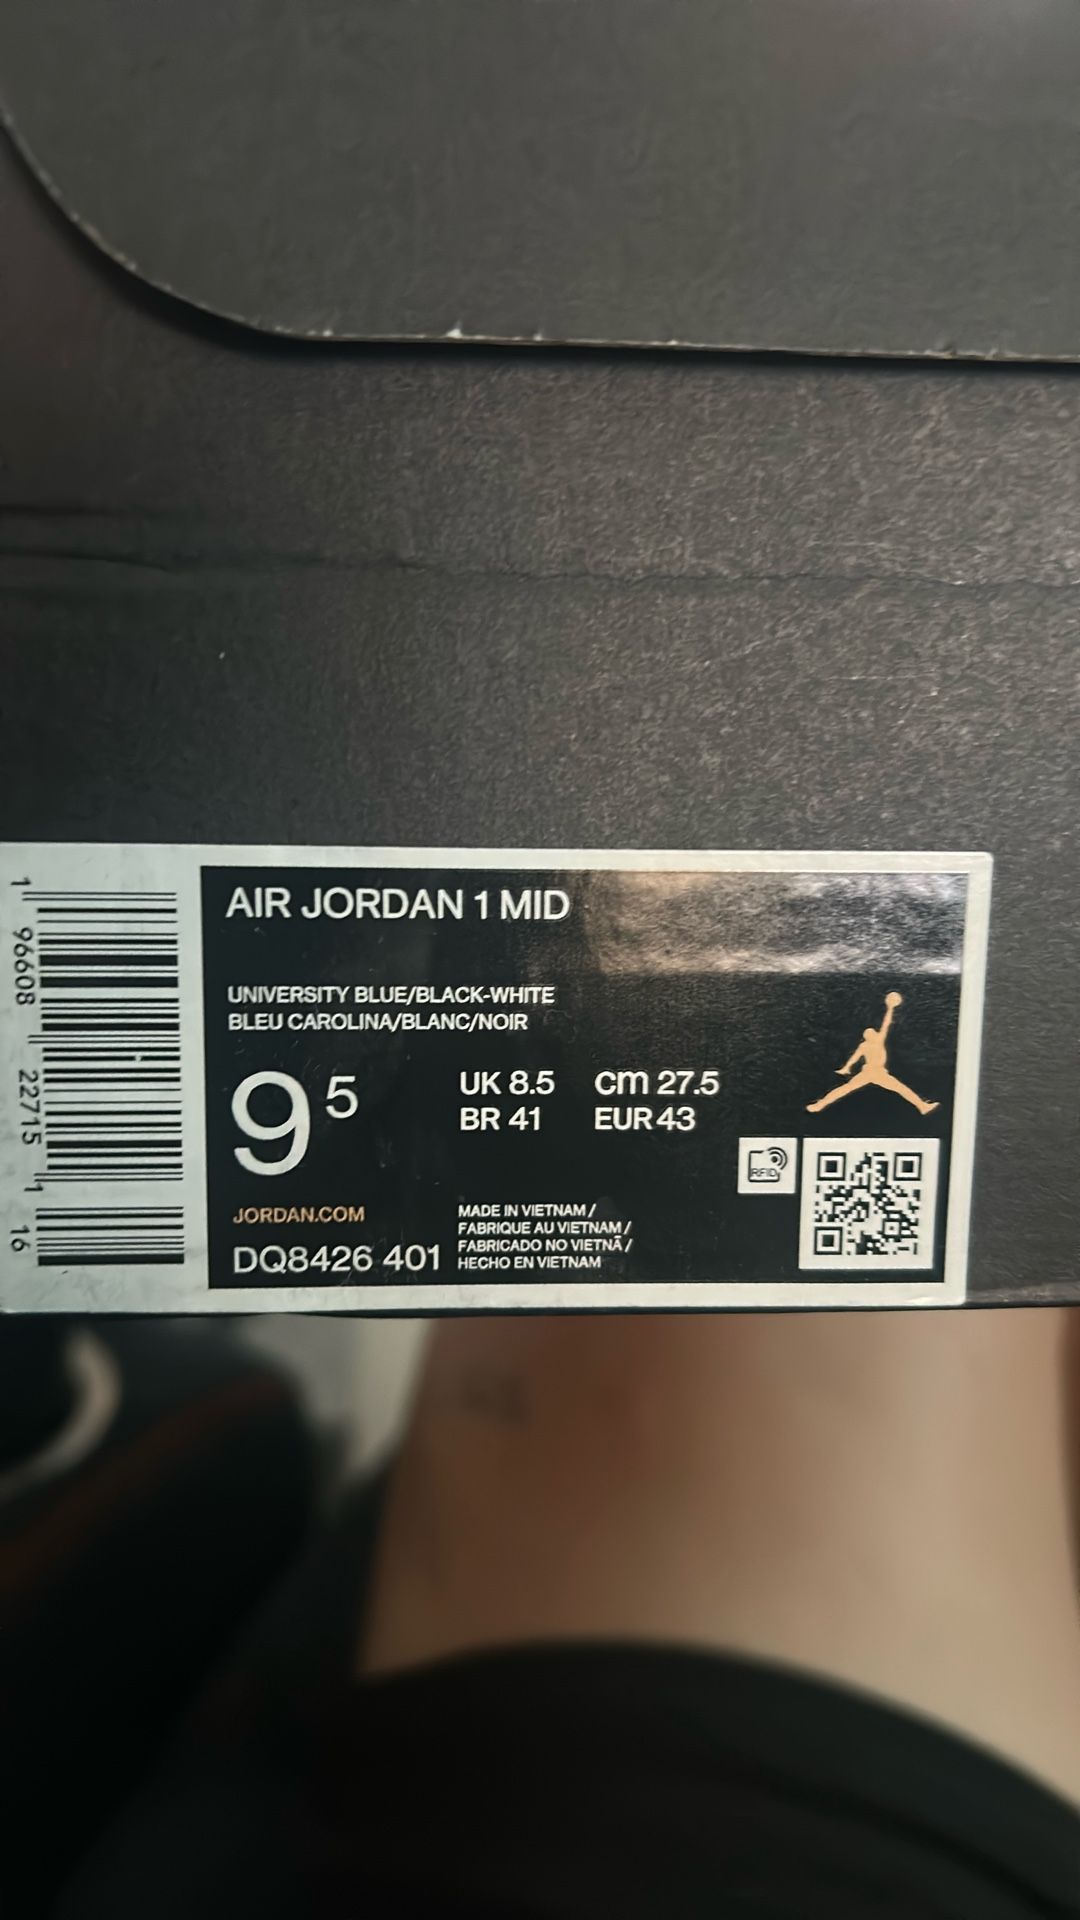 AIR JORDAN 1 MID
UNIVERSITY BLUE/BLACK-WHITE
BLEU CAROLINA/BLANC/NOIR
9 5
UK 8.5 cm 27.5
BR 41 EUR 43
RFID
JORDAN.COM
DQ8426 401
MADE IN VIETNAM /
FABRIQUE AU VIETNAM /
FABRICADO NO VIETNÃ /
HECHO EN VIETNAM
1 96608 22715 1 16